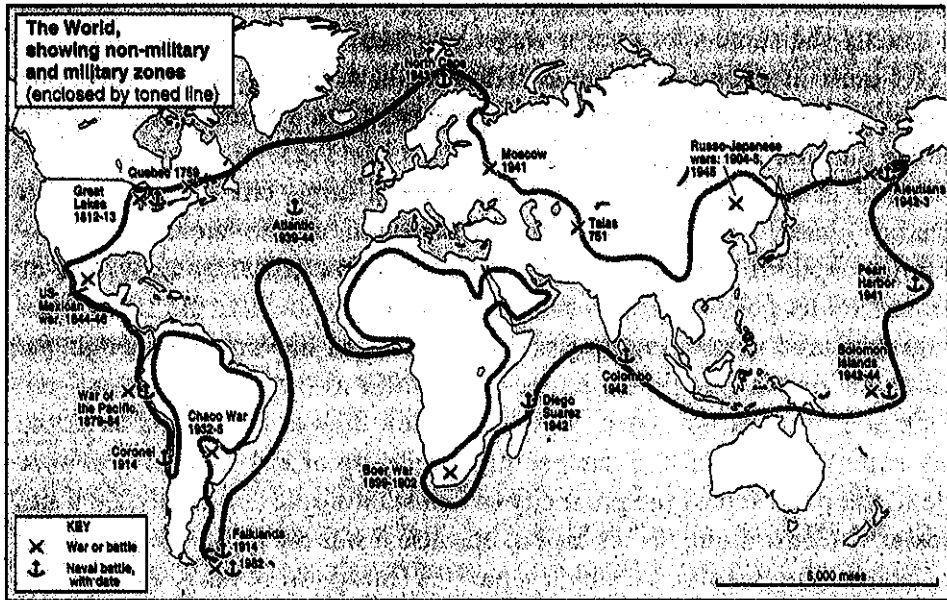 The World,
showing non-military
and military zones
(enclosed by toned line)
North Cape
1943
Quebec 1759
Great
Lakes
1812-13
Moscow
1941
Russo-Japanese
wars: 1904-5,
1945
Aleutians
1942-3
Atlantic
1939-44
Talas
751
Pearl
Harbor
1941
US
Mexican
war,
War of
the Pacific,
1879-84
Chaco War
1932-5
Coronel
1914
Boer War
1899-1902
Diego
Suarez
1942
Colombo
1942
Solomon
Islands
1942-44
Falklands
1914
1982
KEY
War or battle
Naval battle,
with date
5,000 miles